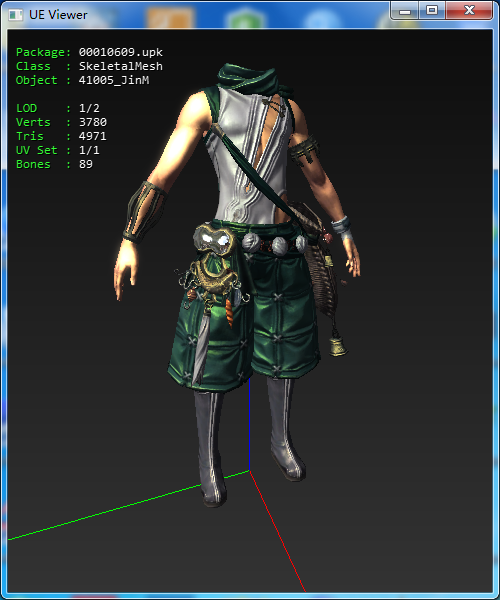 UE Viewer
Package: 00010609.upk
Class : SkeletalMesh
Object : 41005_JinM
LOD : 1/2
Verts : 3780
Tris : 4971
UV Set : 1/1
Bones : 89